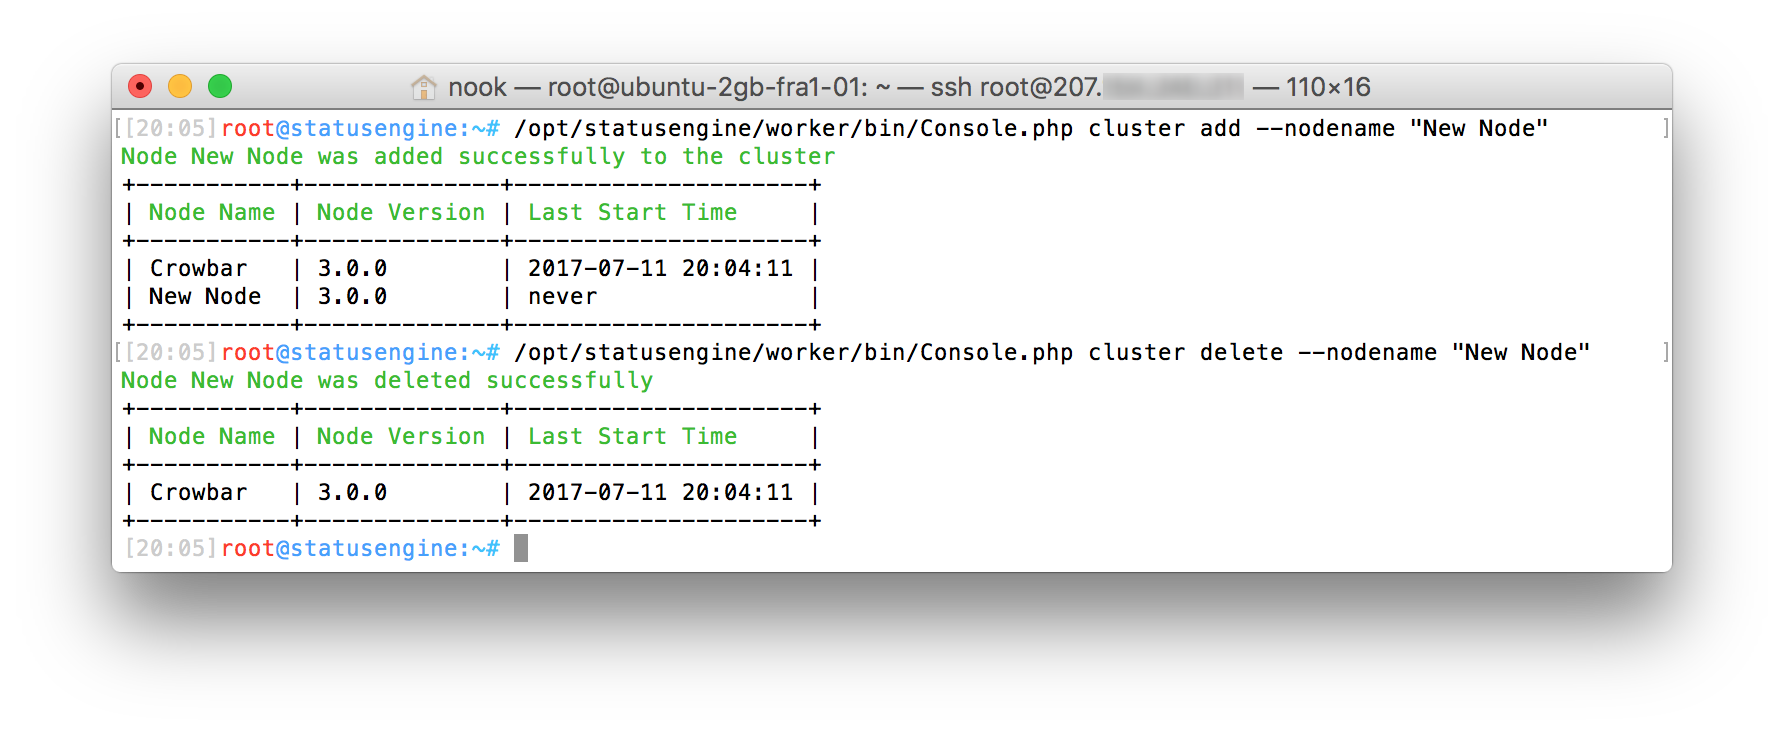 nook — root@ubuntu-2gb-fra1-01: ~ — ssh root@207. — 110×16
[[20:05]root@statusengine:~# /opt/statusengine/worker/bin/Console.php cluster add --nodename "New Node" ]
Node New Node was added successfully to the cluster
+-----------+--------------+---------------------+
| Node Name | Node Version | Last Start Time     |
+-----------+--------------+---------------------+
| Crowbar   | 3.0.0        | 2017-07-11 20:04:11 |
| New Node  | 3.0.0        | never               |
+-----------+--------------+---------------------+
[[20:05]root@statusengine:~# /opt/statusengine/worker/bin/Console.php cluster delete --nodename "New Node" ]
Node New Node was deleted successfully
+-----------+--------------+---------------------+
| Node Name | Node Version | Last Start Time     |
+-----------+--------------+---------------------+
| Crowbar   | 3.0.0        | 2017-07-11 20:04:11 |
+-----------+--------------+---------------------+
[20:05]root@statusengine:~#